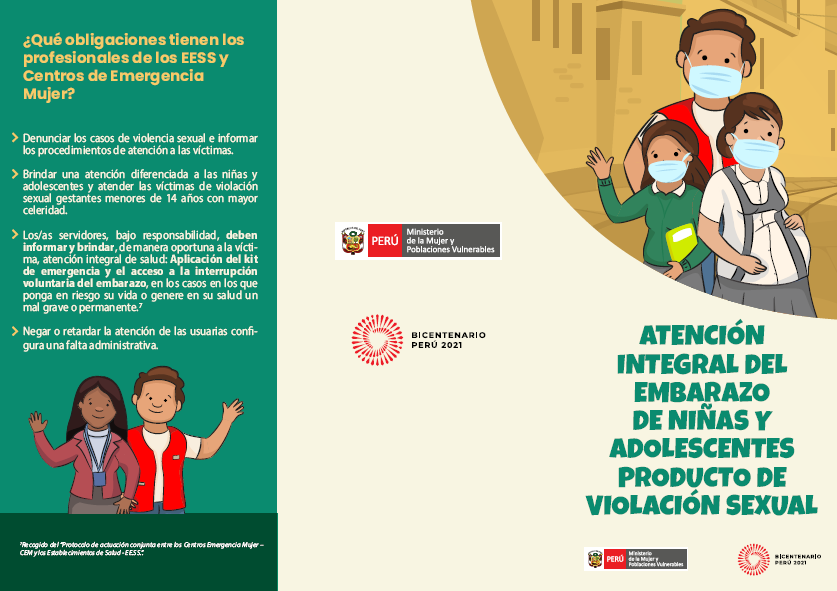 ¿Qué obligaciones tienen los
profesionales de los EESS y
Centros de Emergencia
Mujer?
Denunciar los casos de violencia sexual e informar
los procedimientos de atención a las víctimas.
Brindar una atención diferenciada a las niñas y
adolescentes y atender las víctimas de violación
sexual gestantes menores de 14 años con mayor
celeridad.
Los/as servidores, bajo responsabilidad, deben
informar y brindar, de manera oportuna a la vícti-
ma, atención integral de salud: Aplicación del kit
de emergencia y el acceso a la interrupción
voluntaria del embarazo, en los casos en los que
ponga en riesgo su vida o genere en su salud un
mal grave o permanente.⁷
Negar o retardar la atención de las usuarias confi-
gura una falta administrativa.
⁷Recogido del "Protocolo de actuación conjunta entre los Centros Emergencia Mujer –
CEM y los Establecimientos de Salud - EESS".
PERÚ
Ministerio
de la Mujer y
Poblaciones Vulnerables
BICENTENARIO
PERÚ 2021
ATENCIÓN
INTEGRAL DEL
EMBARAZO
DE NIÑAS Y
ADOLESCENTES
PRODUCTO DE
VIOLACIÓN SEXUAL
PERÚ
Ministerio
de la Mujer y
Poblaciones Vulnerables
BICENTENARIO
PERÚ 2021